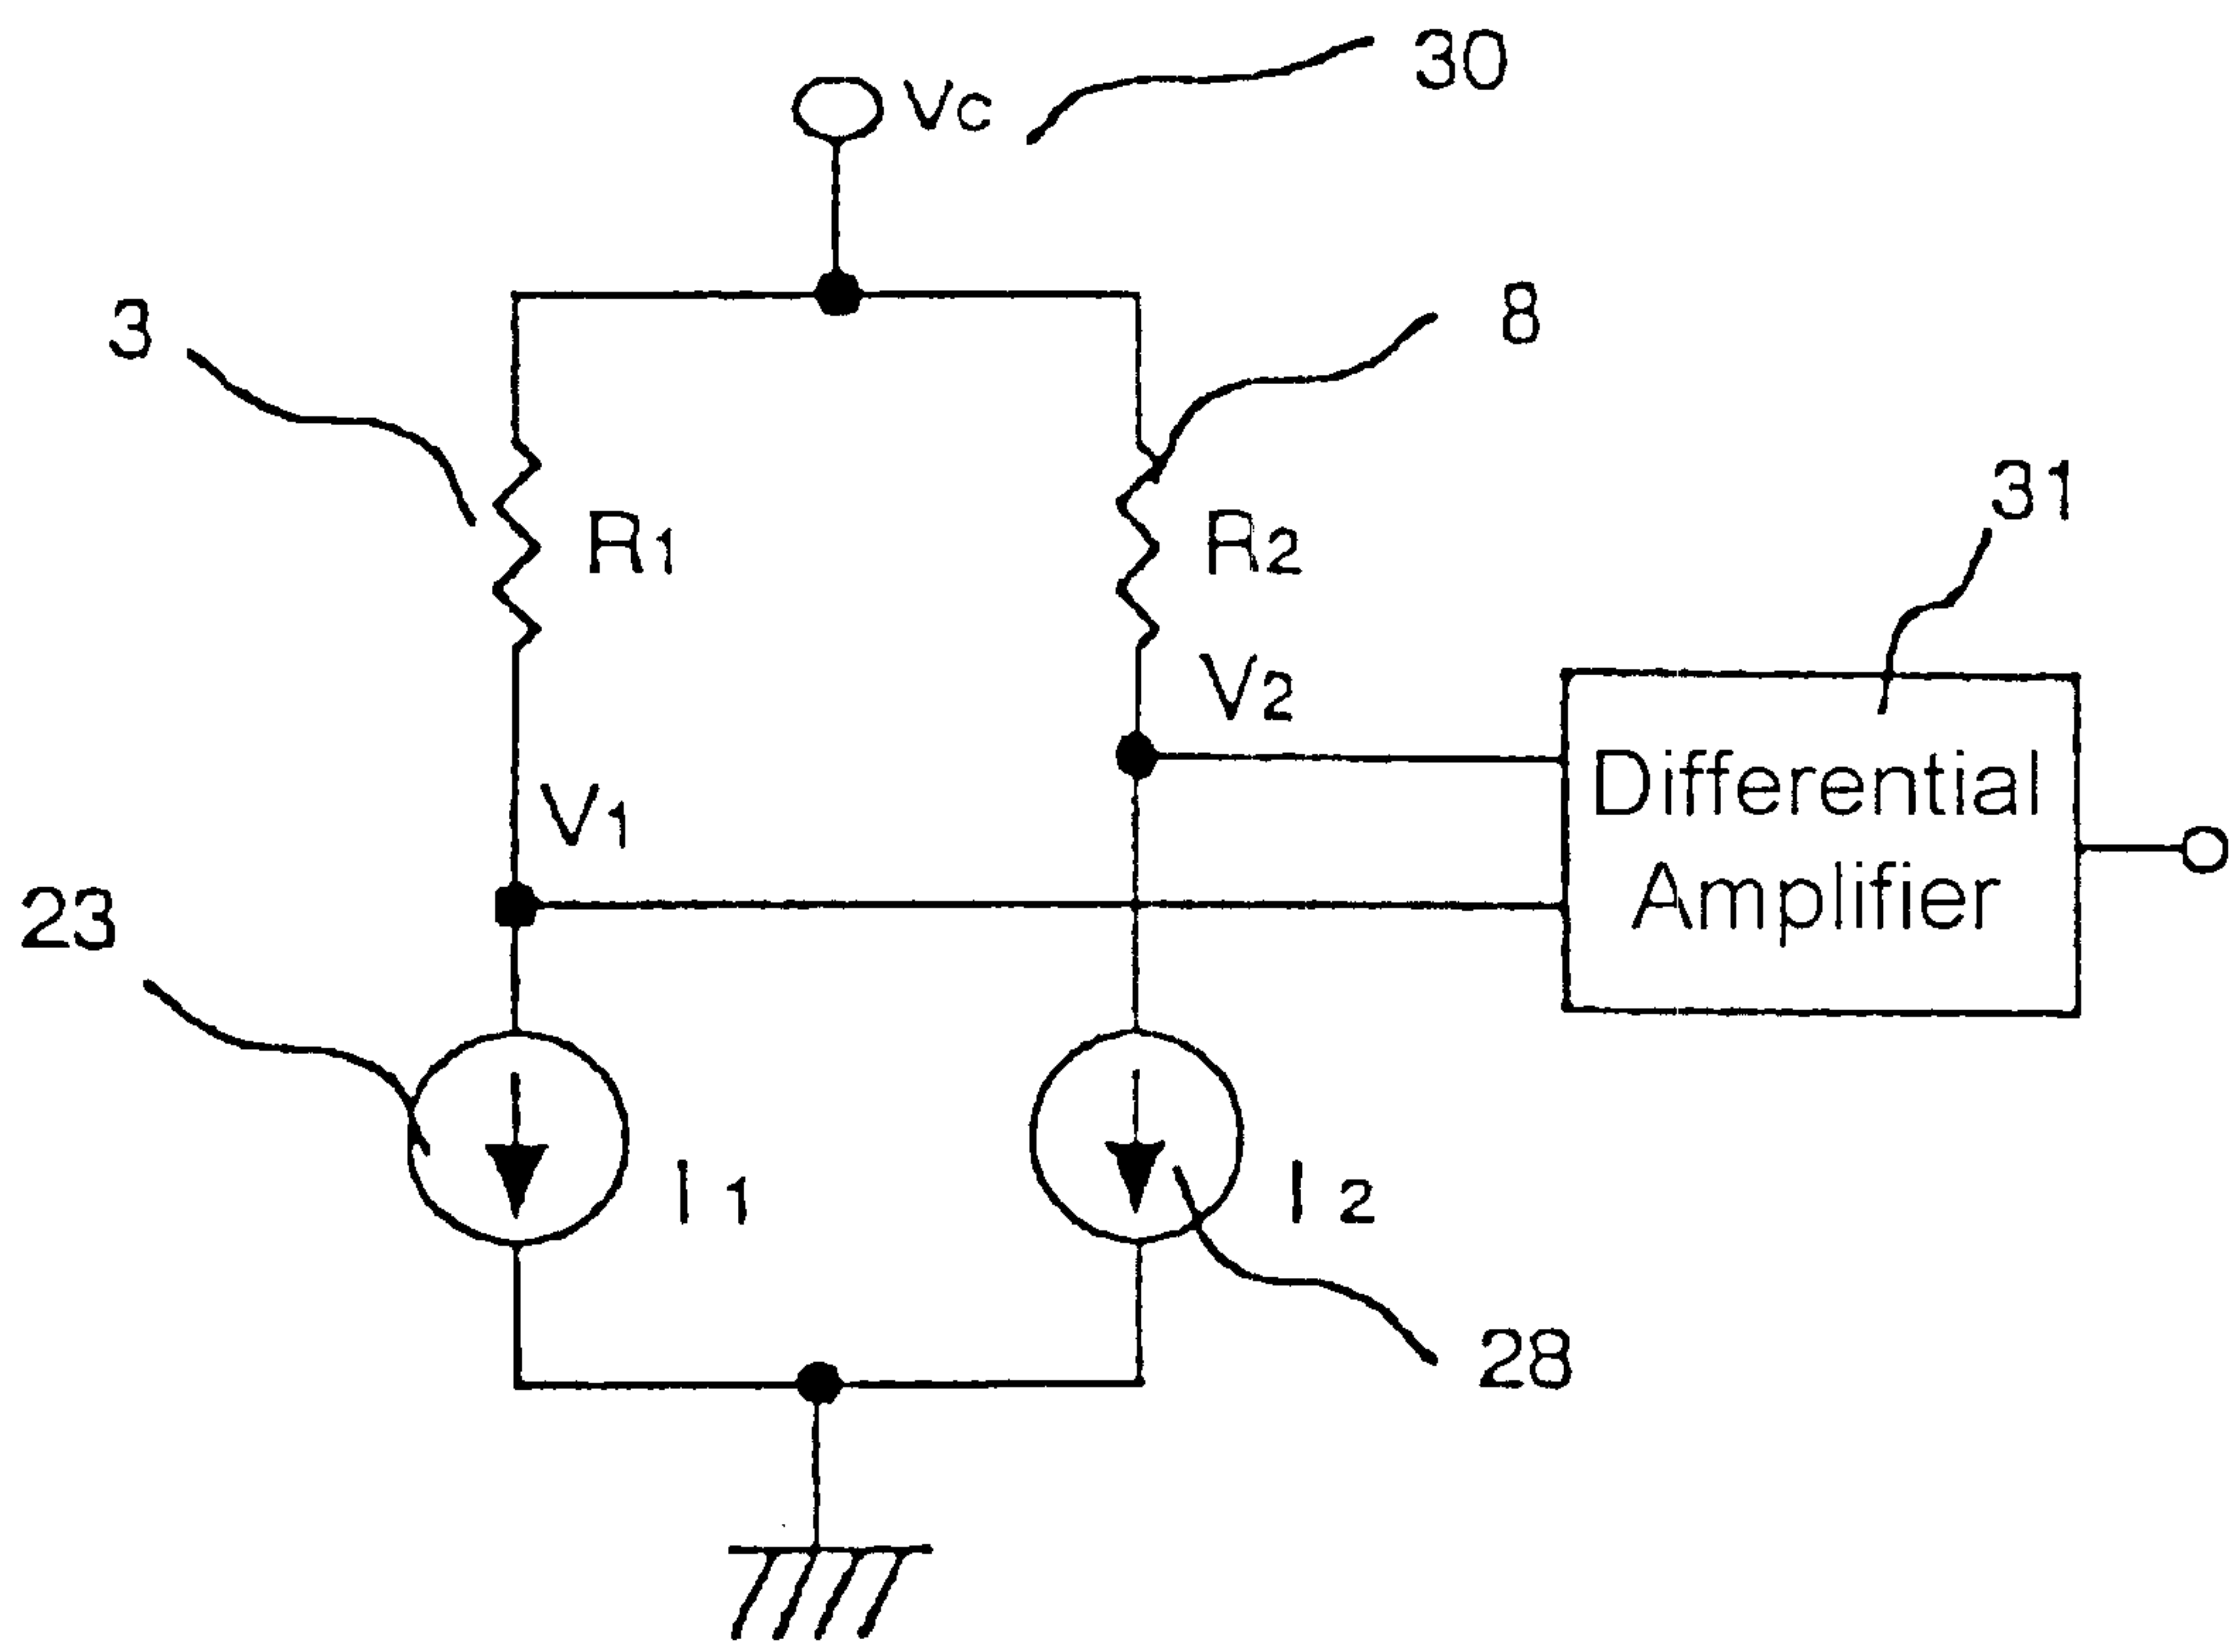 30
Vc
3
8
R1
R2
31
V2
Differential
Amplifier
V1
23
I1
I2
28